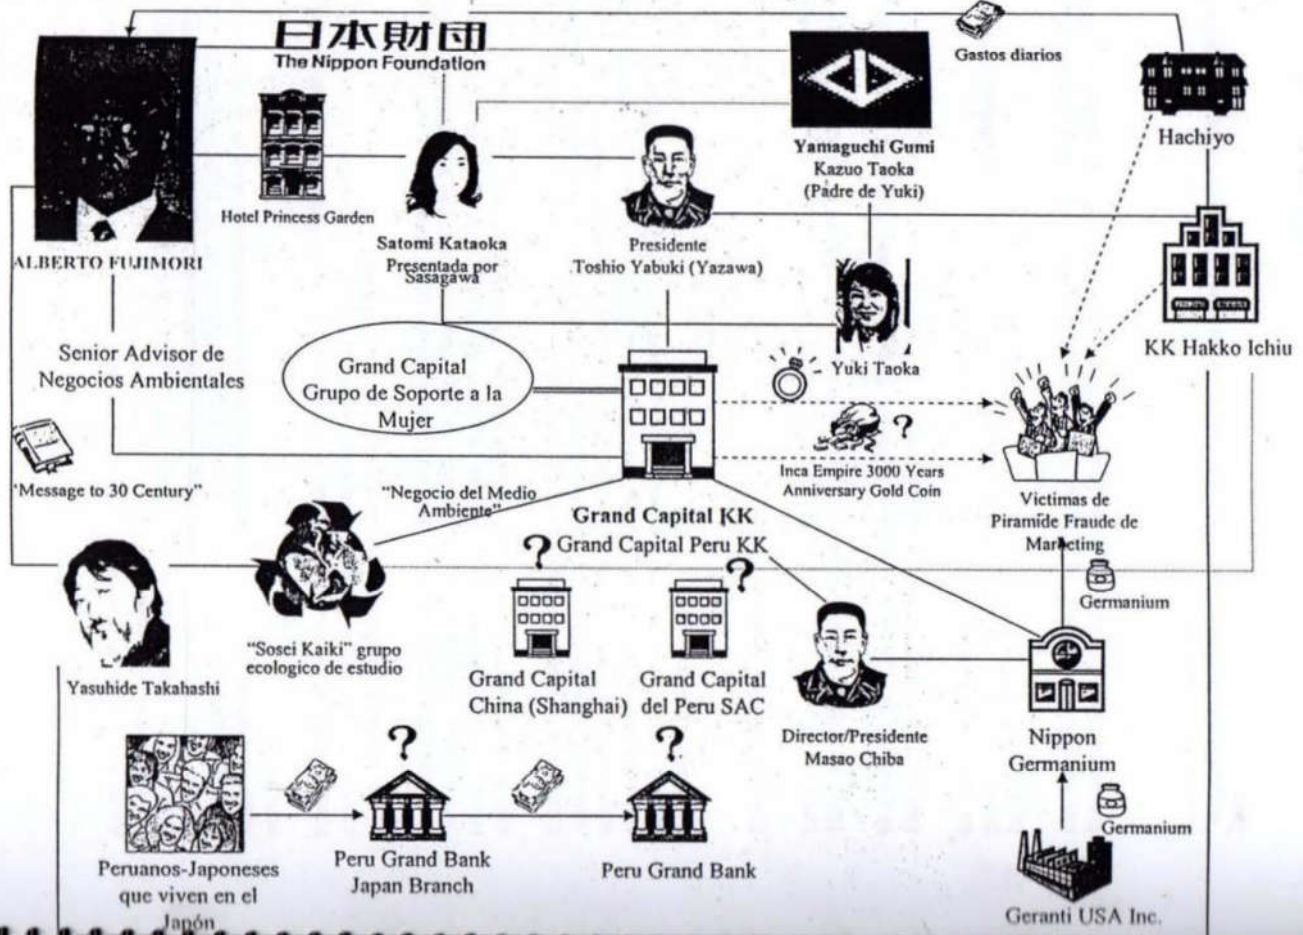 日本財団
The Nippon Foundation
Gastos diarios
Hachiyo
Yamaguchi Gumi
Kazuo Taoka
(Padre de Yuki)
Hotel Princess Garden
ALBERTO FUJIMORI
Satomi Kataoka
Presentada por
Sasagawa
Presidente
Toshio Yabuki (Yazawa)
KK Hakko Ichiu
Senior Advisor de
Negocios Ambientales
Grand Capital
Grupo de Soporte a la
Mujer
Yuki Taoka
?
Inca Empire 3000 Years
Anniversary Gold Coin
Victimas de
Piramide Fraude de
Marketing
'Message to 30 Century"
"Negocio del Medio
Ambiente"
Grand Capital KK
Grand Capital Peru KK
?
?
Germanium
Yasuhide Takahashi
"Sosei Kaiki" grupo
ecologico de estudio
Grand Capital
China (Shanghai)
Grand Capital
del Peru SAC
Director/Presidente
Masao Chiba
Nippon
Germanium
?
?
Germanium
Peruanos-Japoneses
que viven en el
Japón
Peru Grand Bank
Japan Branch
Peru Grand Bank
Geranti USA Inc.